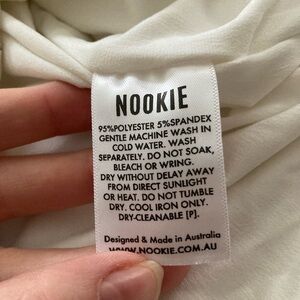 NOOKIE
95%POLYESTER 5%SPANDEX
GENTLE MACHINE WASH IN
COLD WATER. WASH
SEPARATELY. DO NOT SOAK,
BLEACH OR WRING.
DRY WITHOUT DELAY AWAY
FROM DIRECT SUNLIGHT
OR HEAT. DO NOT TUMBLE
DRY. COOL IRON ONLY.
DRY-CLEANABLE [P].
Designed & Made in Australia
WWW.NOOKIE.COM.AU